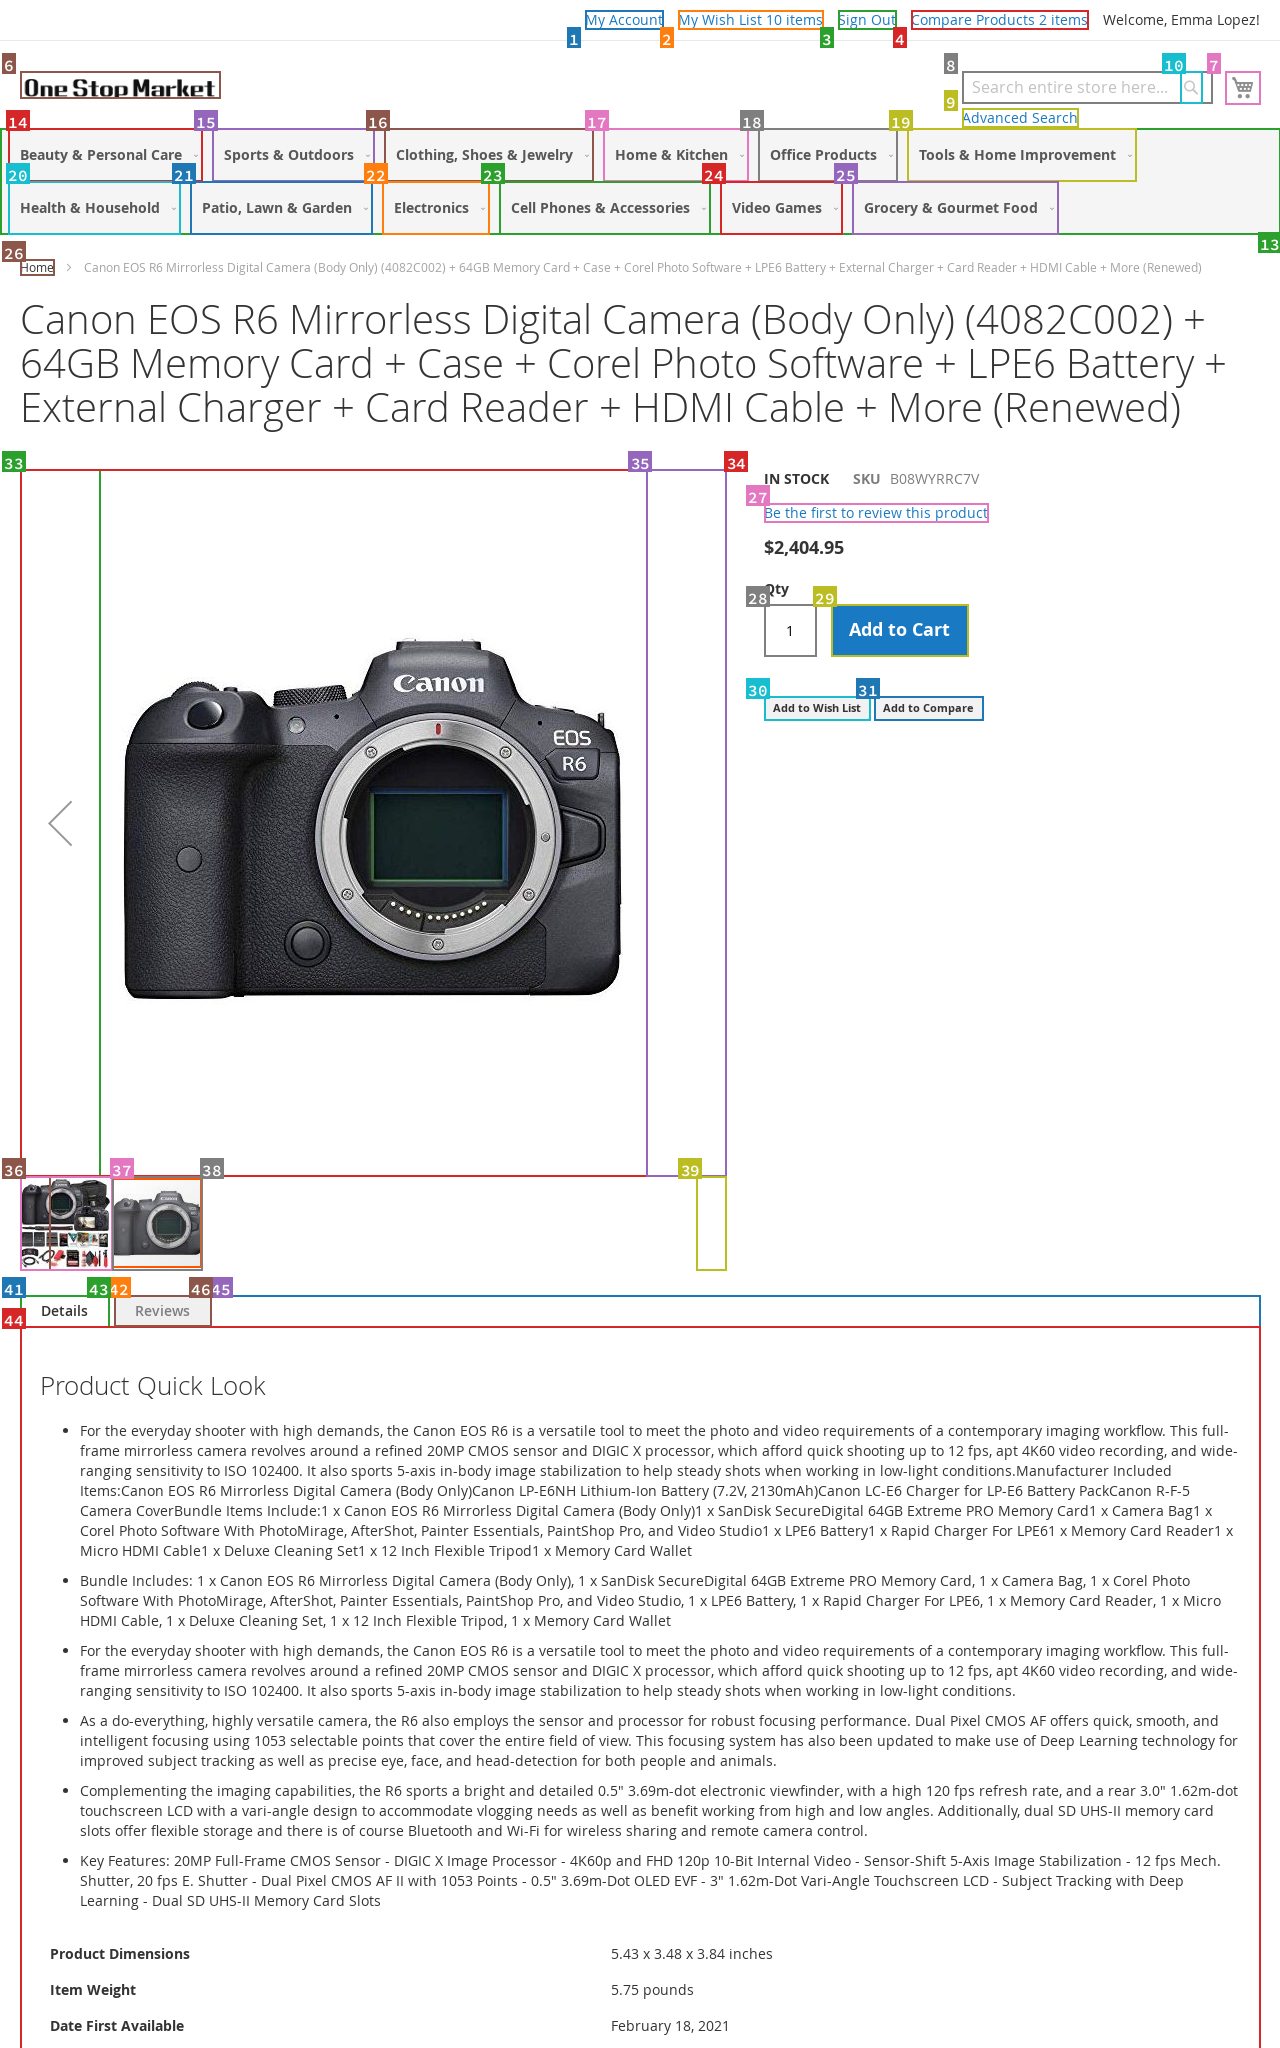 My Account My Wish List 10 items Sign Out Compare Products 2 items Welcome, Emma Lopez!
1 2 3 4
6 8 10 7
One Stop Market Search entire store here...
9
Advanced Search
14 15 16 17 18 19
Beauty & Personal Care Sports & Outdoors Clothing, Shoes & Jewelry Home & Kitchen Office Products Tools & Home Improvement
20 21 22 23 24 25
Health & Household Patio, Lawn & Garden Electronics Cell Phones & Accessories Video Games Grocery & Gourmet Food
26 13
Home Canon EOS R6 Mirrorless Digital Camera (Body Only) (4082C002) + 64GB Memory Card + Case + Corel Photo Software + LPE6 Battery + External Charger + Card Reader + HDMI Cable + More (Renewed)
Canon EOS R6 Mirrorless Digital Camera (Body Only) (4082C002) +
64GB Memory Card + Case + Corel Photo Software + LPE6 Battery +
External Charger + Card Reader + HDMI Cable + More (Renewed)
33 35 34
IN STOCK SKU B08WYRRC7V
27
Be the first to review this product
$2,404.95
Qty
28 29
1 Add to Cart
30 31
Add to Wish List Add to Compare
Canon
EOS
R6
36 37 38 39
41 43 42 46 45
Details Reviews
44
Product Quick Look
• For the everyday shooter with high demands, the Canon EOS R6 is a versatile tool to meet the photo and video requirements of a contemporary imaging workflow. This full-
frame mirrorless camera revolves around a refined 20MP CMOS sensor and DIGIC X processor, which afford quick shooting up to 12 fps, apt 4K60 video recording, and wide-
ranging sensitivity to ISO 102400. It also sports 5-axis in-body image stabilization to help steady shots when working in low-light conditions.Manufacturer Included
Items:Canon EOS R6 Mirrorless Digital Camera (Body Only)Canon LP-E6NH Lithium-Ion Battery (7.2V, 2130mAh)Canon LC-E6 Charger for LP-E6 Battery PackCanon R-F-5
Camera CoverBundle Items Include:1 x Canon EOS R6 Mirrorless Digital Camera (Body Only)1 x SanDisk SecureDigital 64GB Extreme PRO Memory Card1 x Camera Bag1 x
Corel Photo Software With PhotoMirage, AfterShot, Painter Essentials, PaintShop Pro, and Video Studio1 x LPE6 Battery1 x Rapid Charger For LPE61 x Memory Card Reader1 x
Micro HDMI Cable1 x Deluxe Cleaning Set1 x 12 Inch Flexible Tripod1 x Memory Card Wallet
• Bundle Includes: 1 x Canon EOS R6 Mirrorless Digital Camera (Body Only), 1 x SanDisk SecureDigital 64GB Extreme PRO Memory Card, 1 x Camera Bag, 1 x Corel Photo
Software With PhotoMirage, AfterShot, Painter Essentials, PaintShop Pro, and Video Studio, 1 x LPE6 Battery, 1 x Rapid Charger For LPE6, 1 x Memory Card Reader, 1 x Micro
HDMI Cable, 1 x Deluxe Cleaning Set, 1 x 12 Inch Flexible Tripod, 1 x Memory Card Wallet
• For the everyday shooter with high demands, the Canon EOS R6 is a versatile tool to meet the photo and video requirements of a contemporary imaging workflow. This full-
frame mirrorless camera revolves around a refined 20MP CMOS sensor and DIGIC X processor, which afford quick shooting up to 12 fps, apt 4K60 video recording, and wide-
ranging sensitivity to ISO 102400. It also sports 5-axis in-body image stabilization to help steady shots when working in low-light conditions.
• As a do-everything, highly versatile camera, the R6 also employs the sensor and processor for robust focusing performance. Dual Pixel CMOS AF offers quick, smooth, and
intelligent focusing using 1053 selectable points that cover the entire field of view. This focusing system has also been updated to make use of Deep Learning technology for
improved subject tracking as well as precise eye, face, and head-detection for both people and animals.
• Complementing the imaging capabilities, the R6 sports a bright and detailed 0.5" 3.69m-dot electronic viewfinder, with a high 120 fps refresh rate, and a rear 3.0" 1.62m-dot
touchscreen LCD with a vari-angle design to accommodate vlogging needs as well as benefit working from high and low angles. Additionally, dual SD UHS-II memory card
slots offer flexible storage and there is of course Bluetooth and Wi-Fi for wireless sharing and remote camera control.
• Key Features: 20MP Full-Frame CMOS Sensor - DIGIC X Image Processor - 4K60p and FHD 120p 10-Bit Internal Video - Sensor-Shift 5-Axis Image Stabilization - 12 fps Mech.
Shutter, 20 fps E. Shutter - Dual Pixel CMOS AF II with 1053 Points - 0.5" 3.69m-Dot OLED EVF - 3" 1.62m-Dot Vari-Angle Touchscreen LCD - Subject Tracking with Deep
Learning - Dual SD UHS-II Memory Card Slots
Product Dimensions 5.43 x 3.48 x 3.84 inches
Item Weight 5.75 pounds
Date First Available February 18, 2021